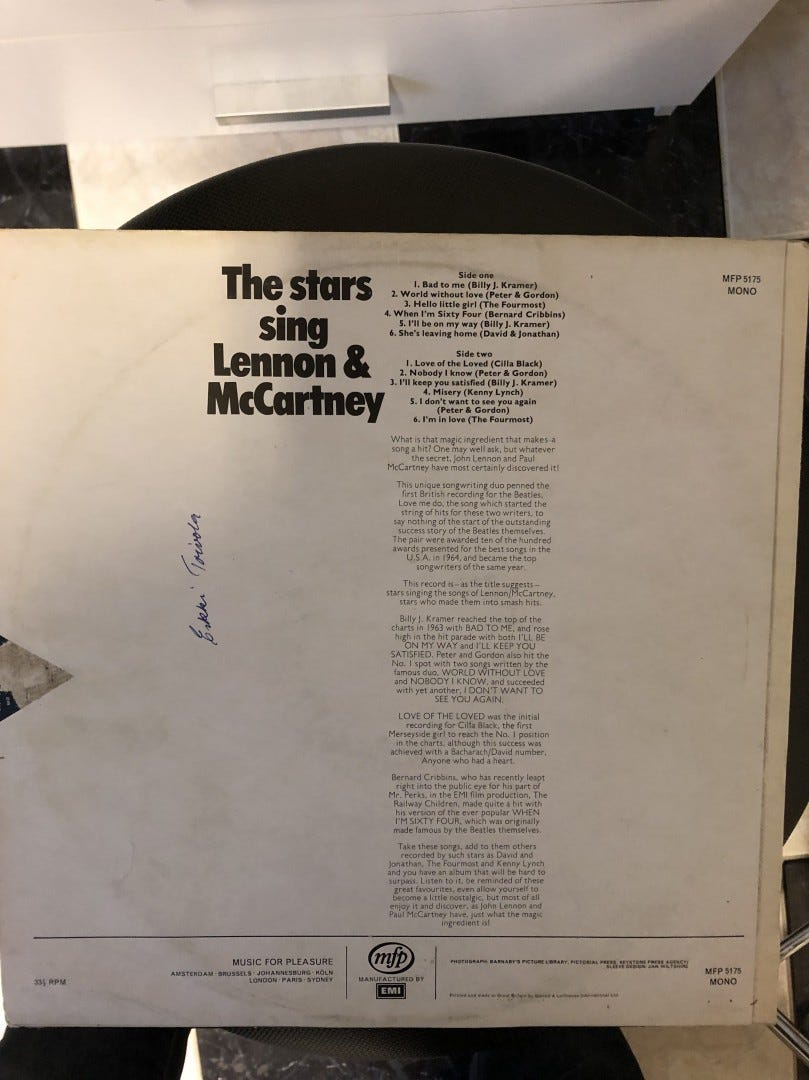 The stars
sing
Lennon &
McCartney
Side one
1. Bad to me (Billy J. Kramer)
2. World without love (Peter & Gordon)
3. Hello little girl (The Fourmost)
4. When I'm Sixty Four (Bernard Cribbins)
5. I'll be on my way (Billy J. Kramer)
6. She's leaving home (David & Jonathan)
Side two
1. Love of the Loved (Cilla Black)
2. Nobody I know (Peter & Gordon)
3. I'll keep you satisfied (Billy J. Kramer)
4. Misery (Kenny Lynch)
5. I don't want to see you again
(Peter & Gordon)
6. I'm in love (The Fourmost)
MFP 5175
MONO
What is that magic ingredient that makes a
song a hit? One may well ask, but whatever
the secret, John Lennon and Paul
McCartney have most certainly discovered it!
This unique songwriting duo penned the
first British recording for the Beatles,
Love me do, the song which started the
string of hits for these two writers, to
say nothing of the start of the outstanding
success story of the Beatles themselves.
The pair were awarded ten of the hundred
awards presented for the best songs in the
U.S.A. in 1964, and became the top
songwriters of the same year.
This record – as the title suggests –
stars singing the songs of Lennon/McCartney,
stars who made them into smash hits.
Billy J. Kramer reached the top of the
charts in 1963 with BAD TO ME, and rose
high in the hit parade with both I'LL BE
ON MY WAY and I'LL KEEP YOU
SATISFIED. Peter and Gordon also hit the
No. 1 spot with two songs written by the
famous duo, WORLD WITHOUT LOVE
and NOBODY I KNOW, and succeeded
with yet another, I DON'T WANT TO
SEE YOU AGAIN.
LOVE OF THE LOVED was the initial
recording for Cilla Black, the first
Merseyside girl to reach the No. 1 position
in the charts, although this success was
achieved with a Bacharach/David number,
Anyone who had a heart.
Bernard Cribbins, who has recently leapt
right into the public eye for his part of
Mr. Perks, in the EMI film production, The
Railway Children, made quite a hit with
his version of the ever popular WHEN
I'M SIXTY FOUR, which was originally
made famous by the Beatles themselves.
Take these songs, add to them others
recorded by such stars as David and
Jonathan, The Fourmost and Kenny Lynch
and you have an album that will be hard to
surpass. Listen to it, be reminded of these
great favourites, even allow yourself to
become a little nostalgic, but most of all
enjoy it and discover, as John Lennon and
Paul McCartney have, just what the magic
ingredient is!
Erkki Toivola
33⅓ RPM
MUSIC FOR PLEASURE
AMSTERDAM · BRUSSELS · JOHANNESBURG · KÖLN
LONDON · PARIS · SYDNEY
mfp
MANUFACTURED BY
EMI
PHOTOGRAPH: BARNABY'S PICTURE LIBRARY, PICTORIAL PRESS, KEYSTONE PRESS AGENCY/
SLEEVE DESIGN: JAN WILTSHIRE
Printed and made in Great Britain by
MFP 5175
MONO